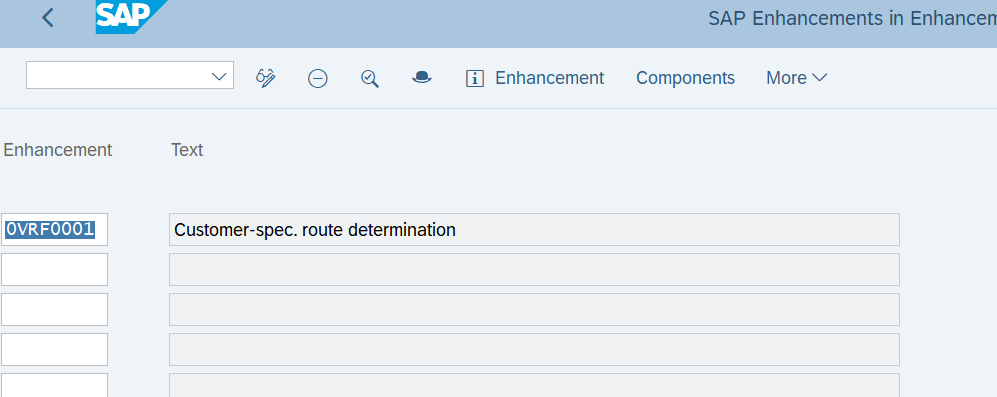 SAP
SAP Enhancements in Enhancem
Enhancement Components More
Enhancement Text
0VRF0001 Customer-spec. route determination